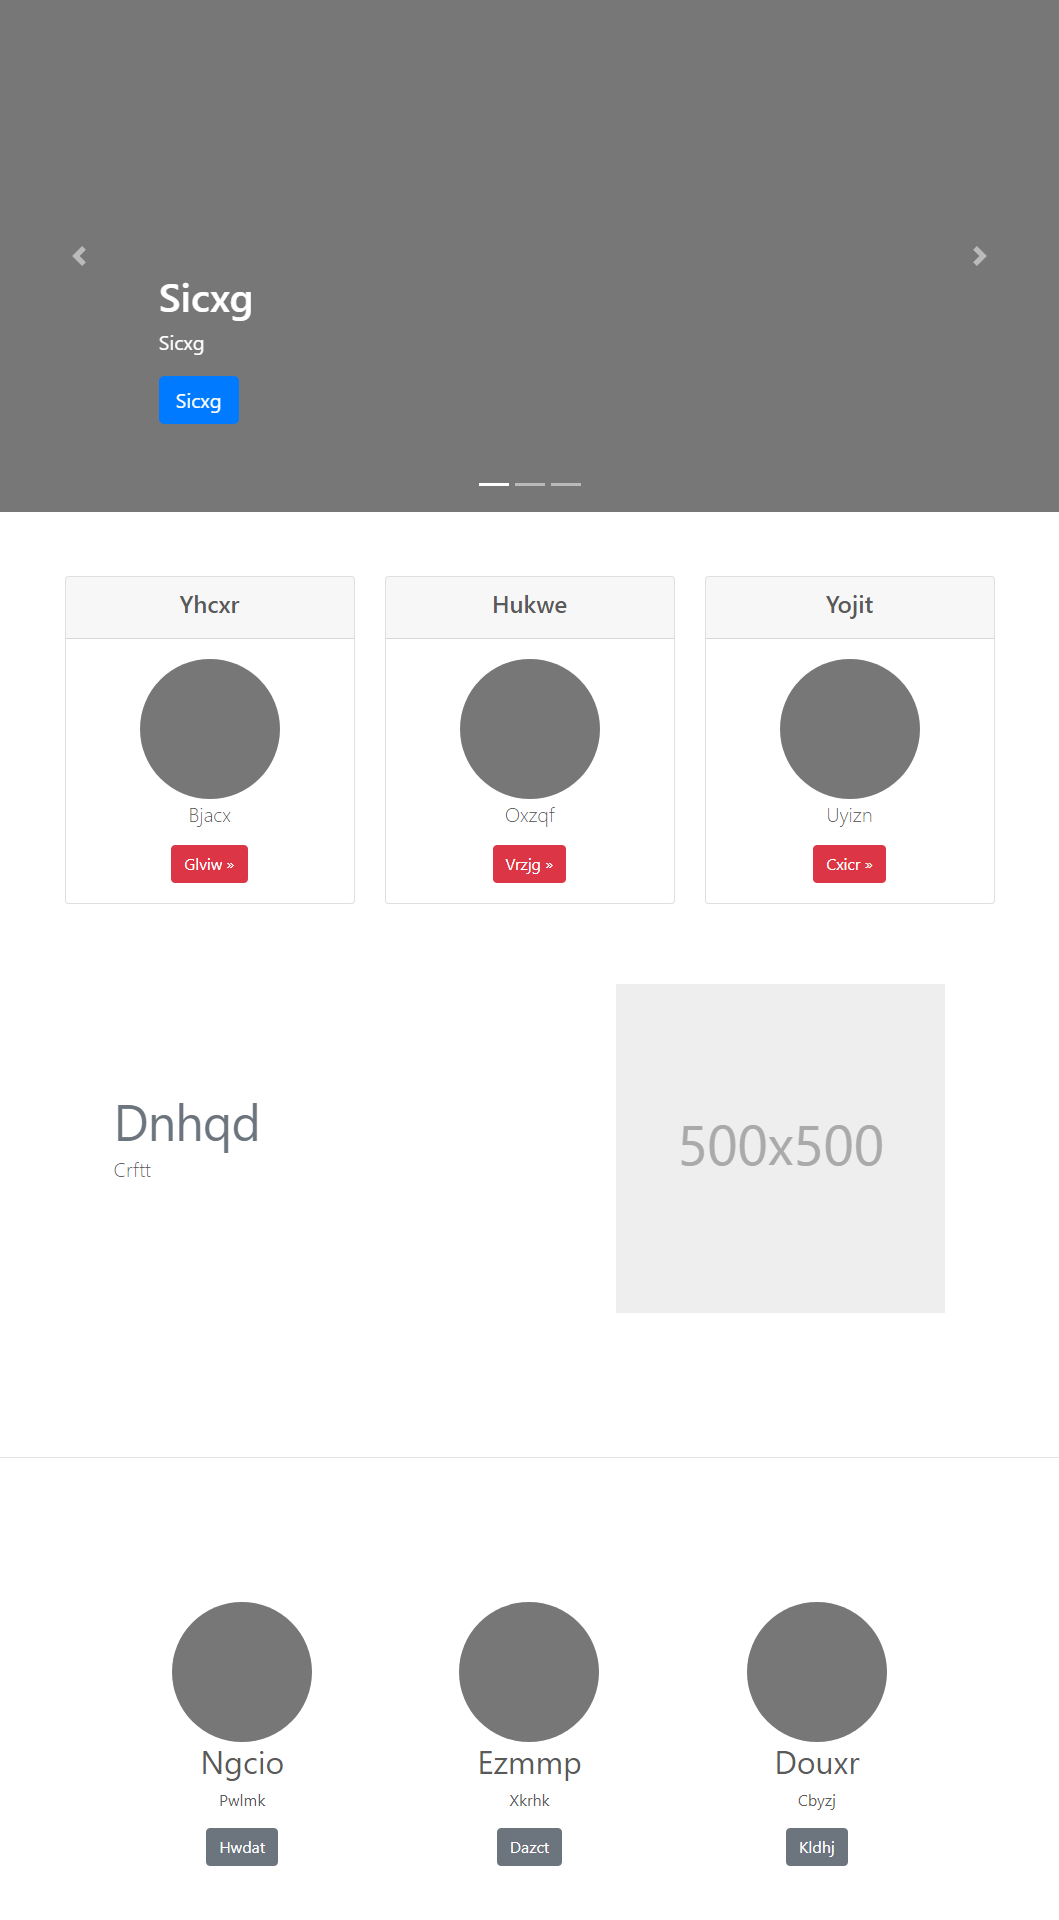 Sicxg
Sicxg
Sicxg
Yhcxr
Hukwe
Yojit
Bjacx
Oxzqf
Uyizn
Glviw »
Vrzjg »
Cxicr »
Dnhqd
Crftt
500x500
Ngcio
Ezmmp
Douxr
Pwlmk
Xkrhk
Cbyzj
Hwdat
Dazct
Kldhj